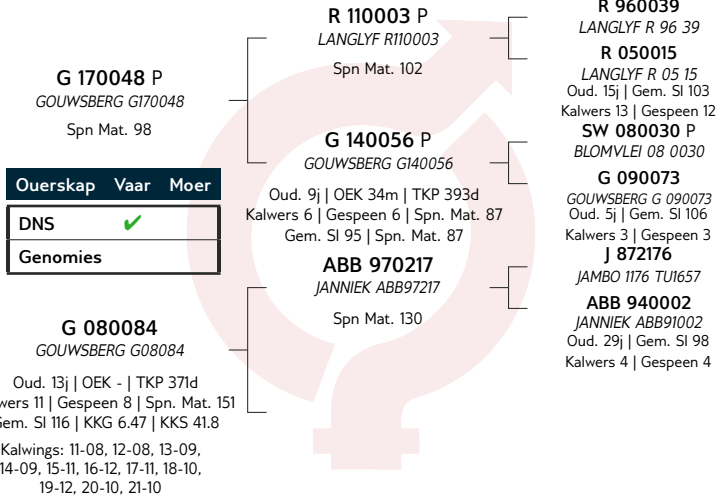 G 170048 P
GOUWSBERG G170048
Spn Mat. 98
Ouerskap Vaar Moer
DNS ✔
Genomies
G 080084
GOUWSBERG G08084
Oud. 13j | OEK - | TKP 371d
wers 11 | Gespeen 8 | Spn. Mat. 151
Gem. SI 116 | KKG 6.47 | KKS 41.8
Kalwings: 11-08, 12-08, 13-09,
14-09, 15-11, 16-12, 17-11, 18-10,
19-12, 20-10, 21-10
R 110003 P
LANGLYF R110003
Spn Mat. 102
G 140056 P
GOUWSBERG G140056
Oud. 9j | OEK 34m | TKP 393d
Kalwers 6 | Gespeen 6 | Spn. Mat. 87
Gem. SI 95 | Spn. Mat. 87
ABB 970217
JANNIEK ABB97217
Spn Mat. 130
R 960039
LANGLYF R 96 39
R 050015
LANGLYF R 05 15
Oud. 15j | Gem. SI 103
Kalwers 13 | Gespeen 12
SW 080030 P
BLOMVLEI 08 0030
G 090073
GOUWSBERG G 090073
Oud. 5j | Gem. SI 106
Kalwers 3 | Gespeen 3
J 872176
JAMBO 1176 TU1657
ABB 940002
JANNIEK ABB91002
Oud. 29j | Gem. SI 98
Kalwers 4 | Gespeen 4